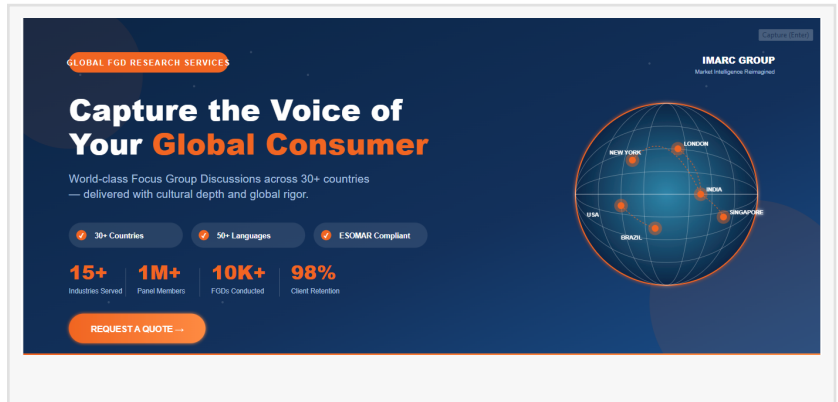 Capture (Enter)
GLOBAL FGD RESEARCH SERVICES
IMARC GROUP
Market Intelligence Reimagined
Capture the Voice of
Your Global Consumer
World-class Focus Group Discussions across 30+ countries
— delivered with cultural depth and global rigor.
✓ 30+ Countries
✓ 50+ Languages
✓ ESOMAR Compliant
15+
Industries Served
1M+
Panel Members
10K+
FGDs Conducted
98%
Client Retention
REQUEST A QUOTE →
LONDON
NEW YORK
INDIA
USA
SINGAPORE
BRAZIL